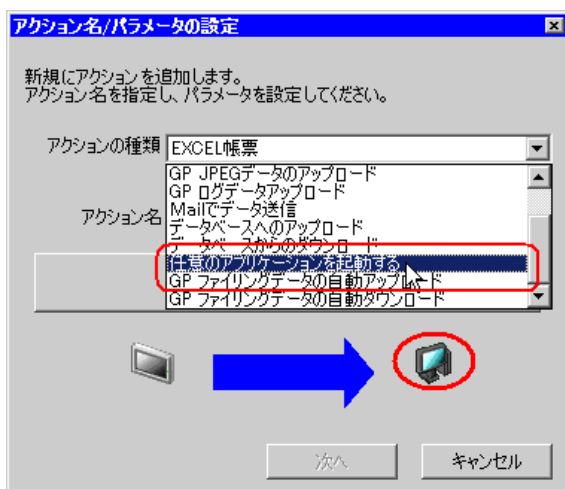 アクション名/パラメータの設定
新規にアクションを追加します。
アクション名を指定し、パラメータを設定してください。
アクションの種類 EXCEL帳票
GP JPEGデータのアップロード
GP ログデータアップロード
Mailでデータ送信
アクション名
データベースへのアップロード
データベースからのダウンロード
任意のアプリケーションを起動する
GP ファイリングデータの自動アップロード
GP ファイリングデータの自動ダウンロード
次へ
キャンセル